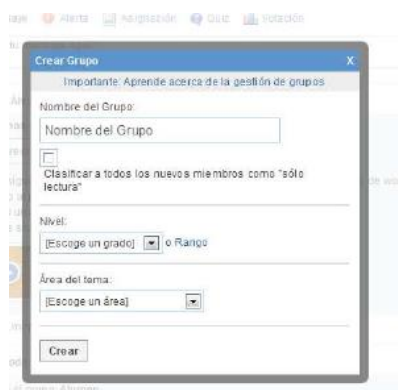 Alerta Asignación Quiz Votación
Crear Grupo X
Importante: Aprende acerca de la gestión de grupos
Nombre del Grupo:
Nombre del Grupo
Clasificar a todos los nuevos miembros como "sólo
lectura"
Nivel:
[Escoge un grado] o Rango
Área del tema:
[Escoge un área]
Crear